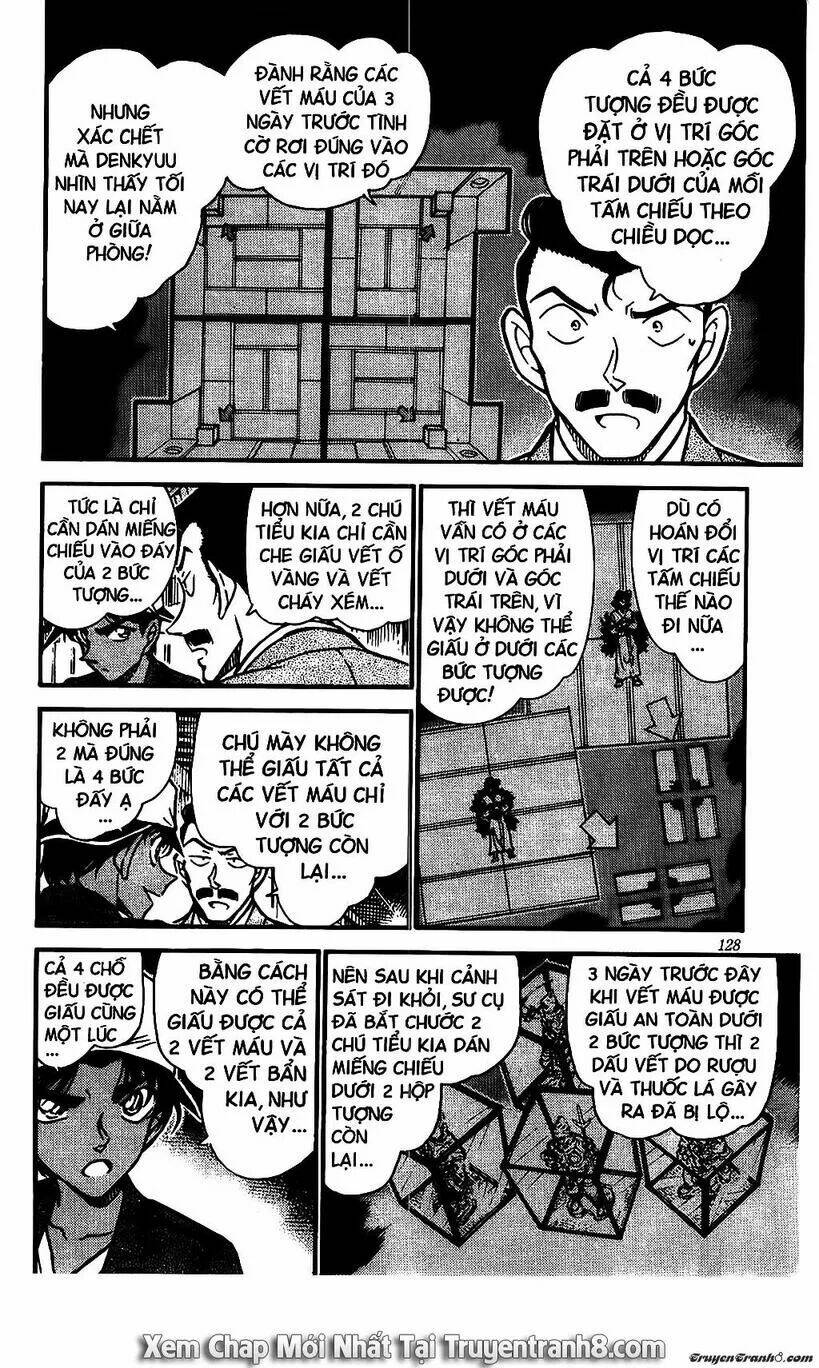 CẢ 4 BỨC
TƯỢNG ĐỀU ĐƯỢC
ĐẶT Ở VỊ TRÍ GÓC
PHẢI TRÊN HOẶC GÓC
TRÁI DƯỚI CỦA MỖI
TẤM CHIẾU THEO
CHIỀU DỌC...
ĐÀNH RẰNG CÁC
VẾT MÁU CỦA 3
NGÀY TRƯỚC TÌNH
CỜ RƠI ĐÚNG VÀO
CÁC VỊ TRÍ ĐÓ
NHƯNG
XÁC CHẾT
MÀ DENKYUU
NHÌN THẤY TỐI
NAY LẠI NẰM
Ở GIỮA
PHÒNG!
DÙ CÓ
HOÁN ĐỔI
VỊ TRÍ CÁC
TẤM CHIẾU
THẾ NÀO
ĐI NỮA
...
THÌ VẾT MÁU
VẪN CÓ Ở CÁC
VỊ TRÍ GÓC PHẢI
DƯỚI VÀ GÓC
TRÁI TRÊN, VÌ
VẬY KHÔNG THỂ
GIẤU Ở DƯỚI CÁC
BỨC TƯỢNG
ĐƯỢC!
HƠN NỮA, 2 CHÚ
TIỂU KIA CHỈ CẦN
CHE GIẤU VẾT Ố
VÀNG VÀ VẾT
CHÁY XÉM...
TỨC LÀ CHỈ
CẦN DÁN MIẾNG
CHIẾU VÀO ĐÁY
CỦA 2 BỨC
TƯỢNG...
CHÚ MÀY KHÔNG
THỂ GIẤU TẤT CẢ
CÁC VẾT MÁU CHỈ
VỚI 2 BỨC
TƯỢNG CÒN
LẠI...
KHÔNG PHẢI
2 MÀ ĐÚNG
LÀ 4 BỨC
ĐẤY Ạ
...
128
3 NGÀY TRƯỚC ĐÂY
KHI VẾT MÁU ĐƯỢC
GIẤU AN TOÀN DƯỚI
2 BỨC TƯỢNG THÌ 2
DẤU VẾT DO RƯỢU
VÀ THUỐC LÁ GÂY
RA ĐÃ BỊ LỘ...
NÊN SAU KHI CẢNH
SÁT ĐI KHỎI, SƯ CỤ
ĐÃ BẮT CHƯỚC 2
CHÚ TIỂU KIA DÁN
MIẾNG CHIẾU
DƯỚI 2 HỘP
TƯỢNG
CÒN
LẠI...
BẰNG CÁCH
NÀY CÓ THỂ
GIẤU ĐƯỢC CẢ
2 VẾT MÁU VÀ
2 VẾT BẨN
KIA, NHƯ
VẬY...
CẢ 4 CHỖ
ĐỀU ĐƯỢC
GIẤU CÙNG
MỘT LÚC
...
Xem Chap Mới Nhất Tại Truyentranh8.com
TruyenTranh8.com